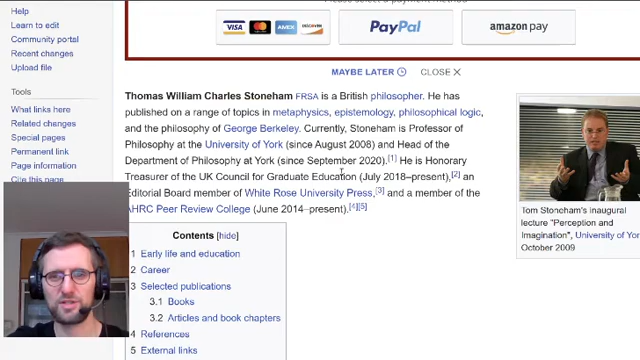 Help
Learn to edit
Community portal
Recent changes
Upload file
Tools
What links here
Related changes
Special pages
Permanent link
Page information
Cite this page
VISA
AMEX
DISCOVER
PayPal
amazon pay
MAYBE LATER
CLOSE X
Thomas William Charles Stoneham FRSA is a British philosopher. He has
published on a range of topics in metaphysics, epistemology, philosophical logic,
and the philosophy of George Berkeley. Currently, Stoneham is Professor of
Philosophy at the University of York (since August 2008) and Head of the
Department of Philosophy at York (since September 2020).[1] He is Honorary
Treasurer of the UK Council for Graduate Education (July 2018–present),[2] an
Editorial Board member of White Rose University Press,[3] and a member of the
AHRC Peer Review College (June 2014–present).[4][5]
Tom Stoneham's inaugural
lecture "Perception and
Imagination", University of Yor
October 2009
Contents [hide]
1 Early life and education
2 Career
3 Selected publications
3.1 Books
3.2 Articles and book chapters
4 References
5 External links